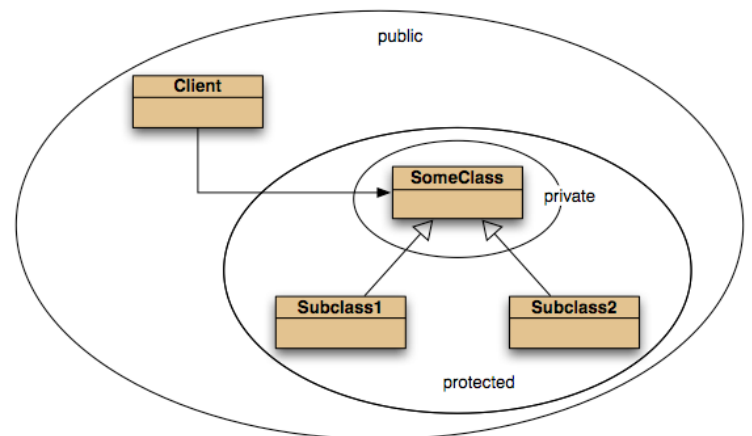 public
Client
SomeClass
private
Subclass1
Subclass2
protected